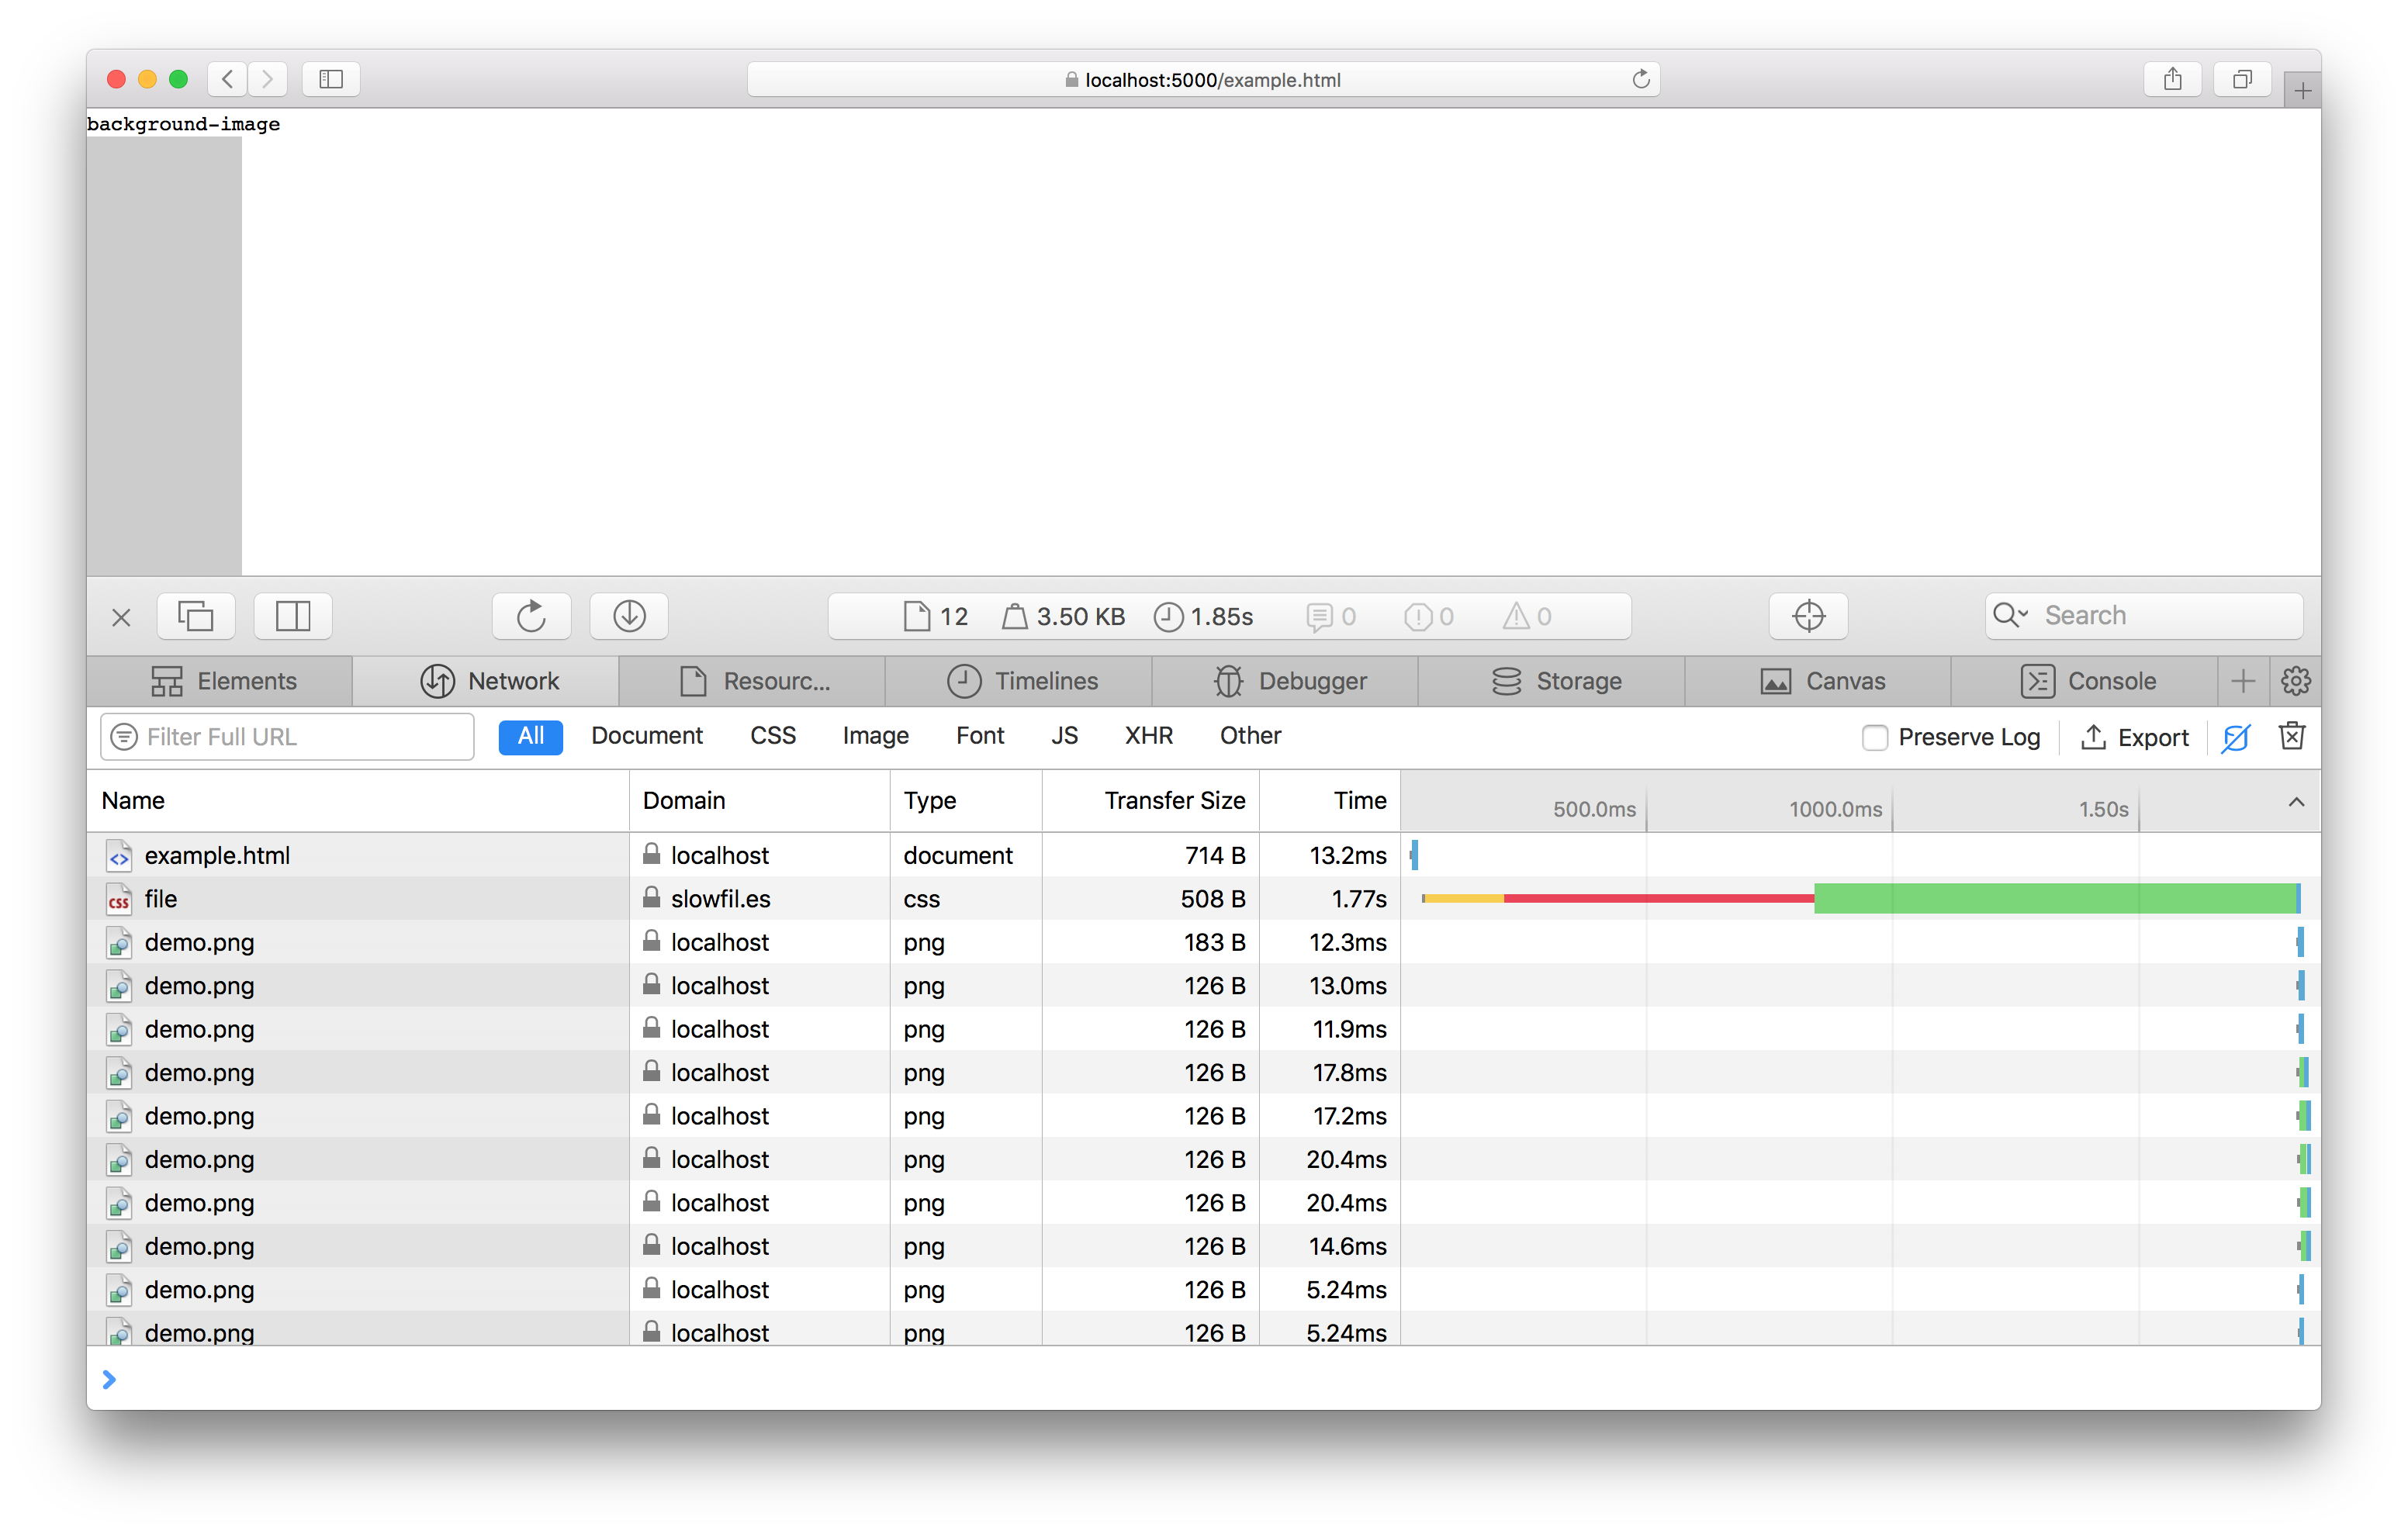 localhost:5000/example.html
background-image
12 3.50 KB 1.85s 0 0 0 Search
Elements Network Resourc... Timelines Debugger Storage Canvas Console
Filter Full URL All Document CSS Image Font JS XHR Other Preserve Log Export
Name Domain Type Transfer Size Time 500.0ms 1000.0ms 1.50s
example.html localhost document 714 B 13.2ms
css file slowfil.es css 508 B 1.77s
demo.png localhost png 183 B 12.3ms
demo.png localhost png 126 B 13.0ms
demo.png localhost png 126 B 11.9ms
demo.png localhost png 126 B 17.8ms
demo.png localhost png 126 B 17.2ms
demo.png localhost png 126 B 20.4ms
demo.png localhost png 126 B 20.4ms
demo.png localhost png 126 B 14.6ms
demo.png localhost png 126 B 5.24ms
demo.png localhost png 126 B 5.24ms